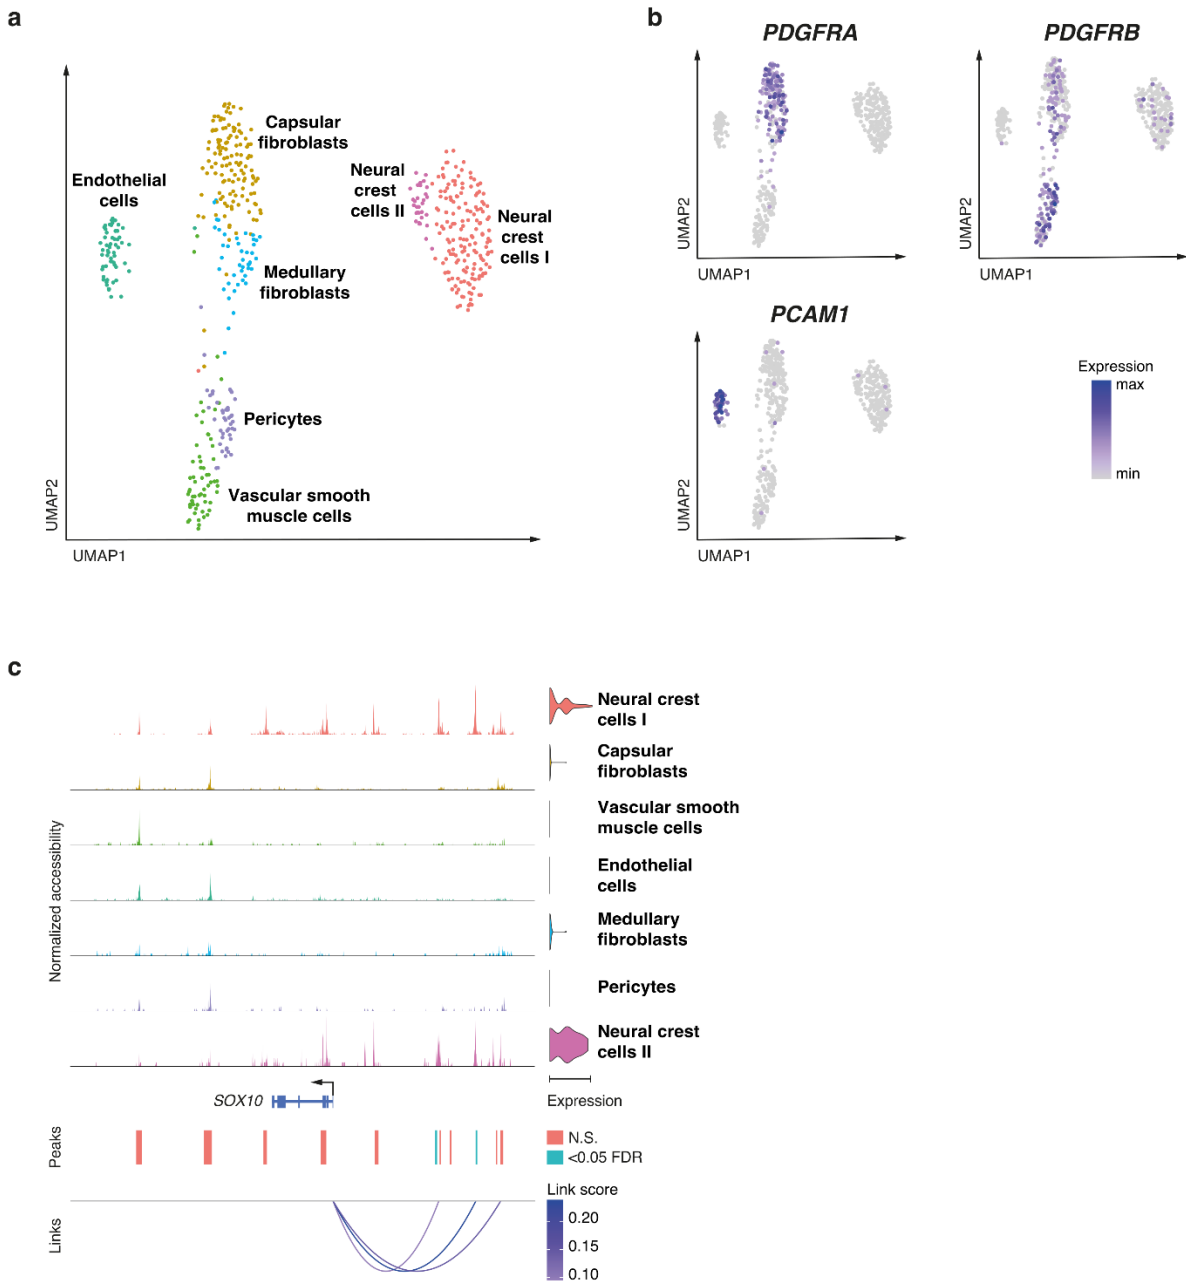 a
Capsular
fibroblasts
Endothelial
cells
Neural
crest
cells II
Neural
crest
cells I
Medullary
fibroblasts
Pericytes
Vascular smooth
muscle cells
UMAP2
UMAP1
b
PDGFRA
UMAP2
UMAP1
PDGFRB
UMAP2
UMAP1
PCAM1
UMAP2
UMAP1
Expression
max
min
c
Normalized accessibility
Neural crest
cells I
Capsular
fibroblasts
Vascular smooth
muscle cells
Endothelial
cells
Medullary
fibroblasts
Pericytes
Neural crest
cells II
SOX10
Expression
Peaks
N.S.
<0.05 FDR
Links
Link score
0.20
0.15
0.10